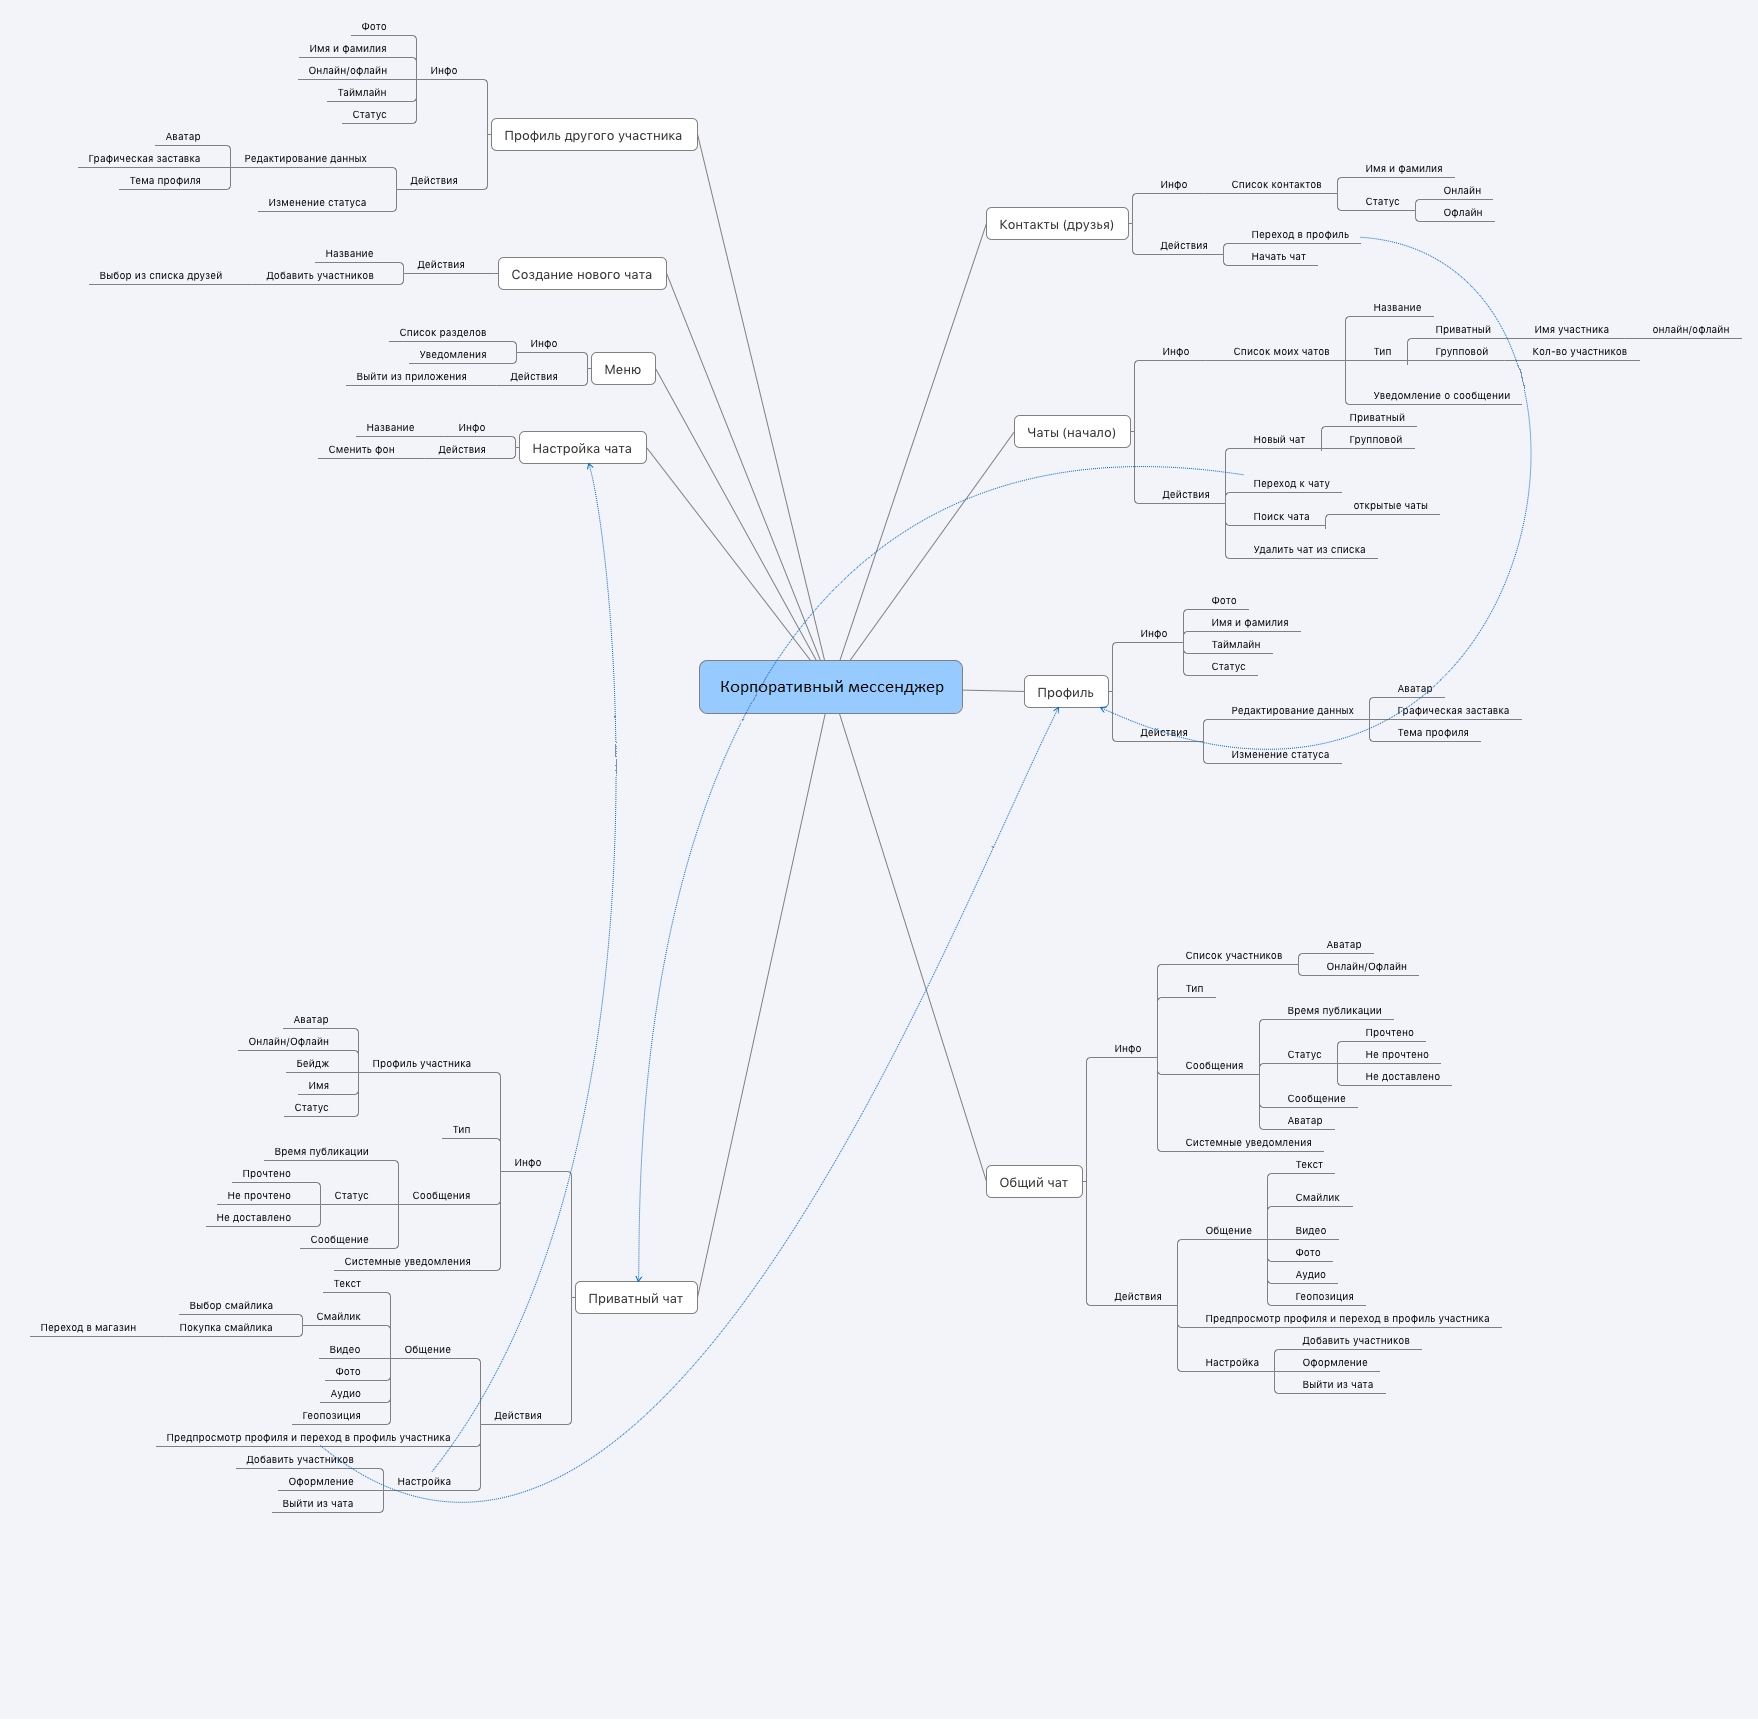 Корпоративный мессенджер
Профиль другого участника
Инфо
Фото
Имя и фамилия
Онлайн/офлайн
Таймлайн
Статус
Действия
Редактирование данных
Аватар
Графическая заставка
Тема профиля
Изменение статуса
Создание нового чата
Действия
Название
Добавить участников
Выбор из списка друзей
Меню
Инфо
Список разделов
Уведомления
Действия
Выйти из приложения
Настройка чата
Инфо
Название
Действия
Сменить фон
Контакты (друзья)
Инфо
Список контактов
Имя и фамилия
Статус
Онлайн
Офлайн
Действия
Переход в профиль
Начать чат
Чаты (начало)
Инфо
Список моих чатов
Название
Тип
Приватный
Имя участника
онлайн/офлайн
Групповой
Кол-во участников
Уведомление о сообщении
Действия
Новый чат
Приватный
Групповой
Переход к чату
Поиск чата
открытые чаты
Удалить чат из списка
Профиль
Инфо
Фото
Имя и фамилия
Таймлайн
Статус
Действия
Редактирование данных
Аватар
Графическая заставка
Тема профиля
Изменение статуса
Общий чат
Инфо
Список участников
Аватар
Онлайн/Офлайн
Тип
Сообщения
Время публикации
Статус
Прочтено
Не прочтено
Не доставлено
Сообщение
Аватар
Системные уведомления
Действия
Общение
Текст
Смайлик
Видео
Фото
Аудио
Геопозиция
Предпросмотр профиля и переход в профиль участника
Настройка
Добавить участников
Оформление
Выйти из чата
Приватный чат
Инфо
Профиль участника
Аватар
Онлайн/Офлайн
Бейдж
Имя
Статус
Тип
Сообщения
Время публикации
Статус
Прочтено
Не прочтено
Не доставлено
Сообщение
Системные уведомления
Действия
Общение
Текст
Смайлик
Выбор смайлика
Покупка смайлика
Переход в магазин
Видео
Фото
Аудио
Геопозиция
Предпросмотр профиля и переход в профиль участника
Настройка
Добавить участников
Оформление
Выйти из чата